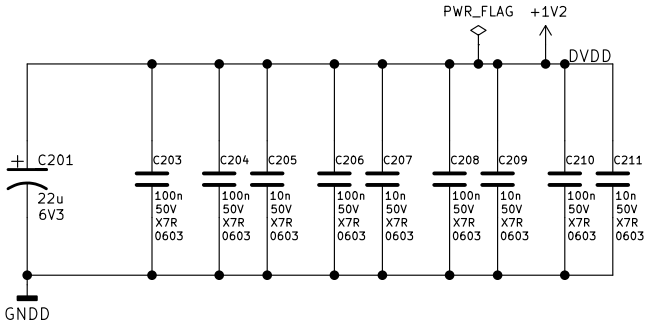 PWR_FLAG +1V2
DVDD
C201
22u
6V3
C203
100n
50V
X7R
0603
C204
100n
50V
X7R
0603
C205
10n
50V
X7R
0603
C206
100n
50V
X7R
0603
C207
10n
50V
X7R
0603
C208
100n
50V
X7R
0603
C209
10n
50V
X7R
0603
C210
100n
50V
X7R
0603
C211
10n
50V
X7R
0603
GNDD